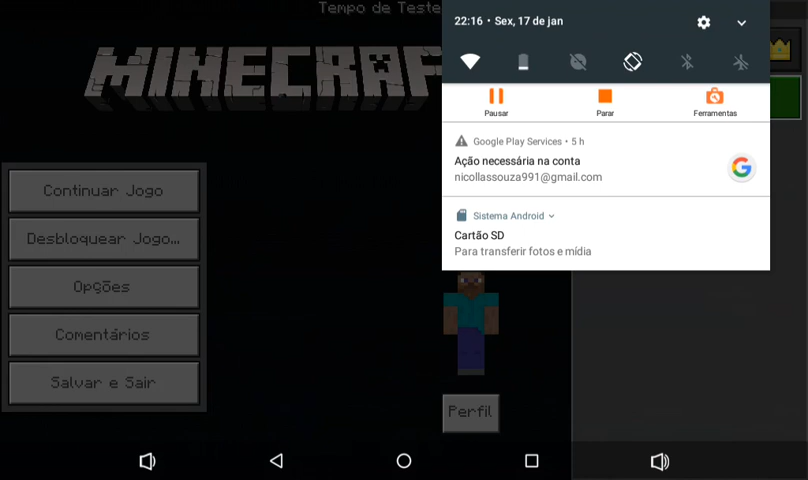 Tempo de Teste
MINECRAF
Continuar Jogo
Desbloquear Jogo...
Opções
Comentários
Salvar e Sair
Perfil
22:16 • Sex, 17 de jan
Pausar
Parar
Ferramentas
Google Play Services • 5 h
Ação necessária na conta
nicollassouza991@gmail.com
Sistema Android
Cartão SD
Para transferir fotos e mídia